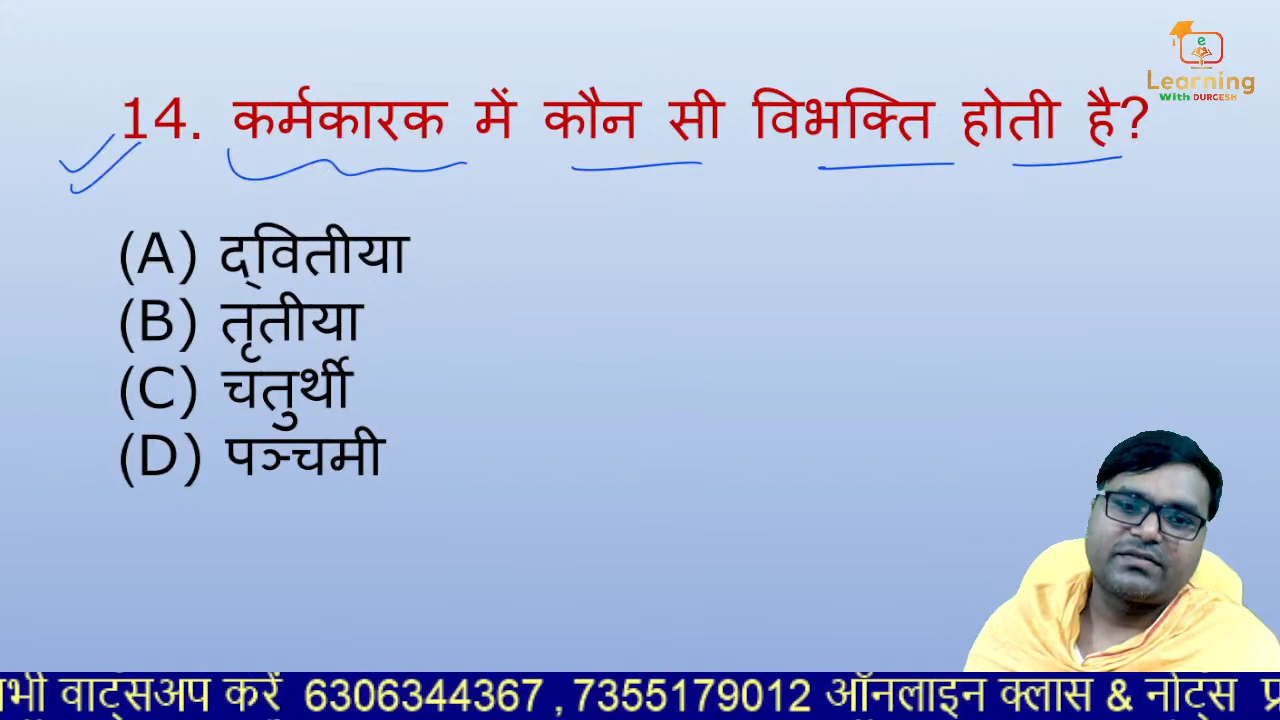 e
Learning
With DURGESH
14. कर्मकारक में कौन सी विभक्ति होती है?
(A) द्वितीया
(B) तृतीया
(C) चतुर्थी
(D) पञ्चमी
वाट्सअप करें 6306344367 , 7355179012 ऑनलाइन क्लास & नोट्स